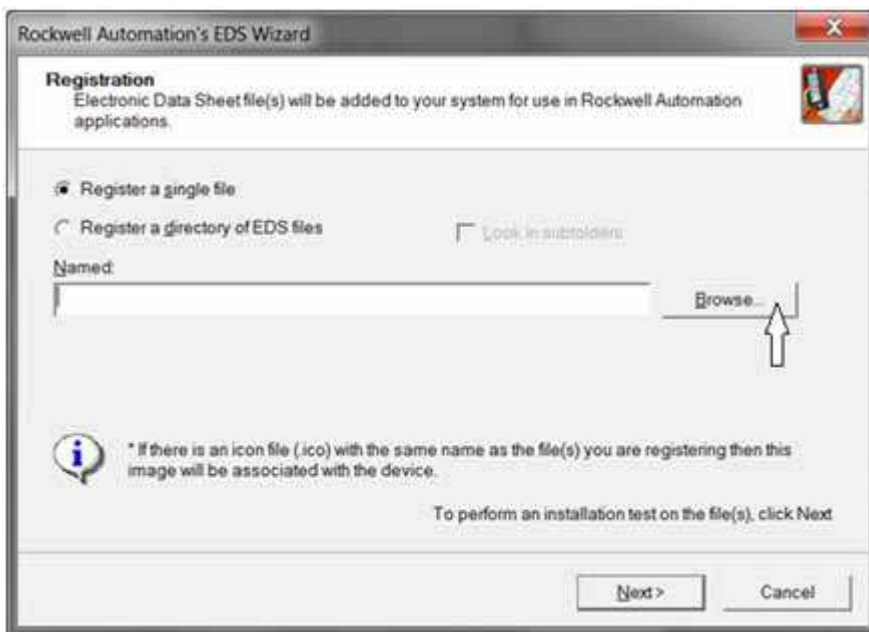 Rockwell Automation's EDS Wizard
Registration
Electronic Data Sheet file(s) will be added to your system for use in Rockwell Automation
applications.
Register a single file
Register a directory of EDS files
Look in subfolders
Named:
Browse...
* If there is an icon file (.ico) with the same name as the file(s) you are registering then this
image will be associated with the device.
To perform an installation test on the file(s), click Next
Next >
Cancel